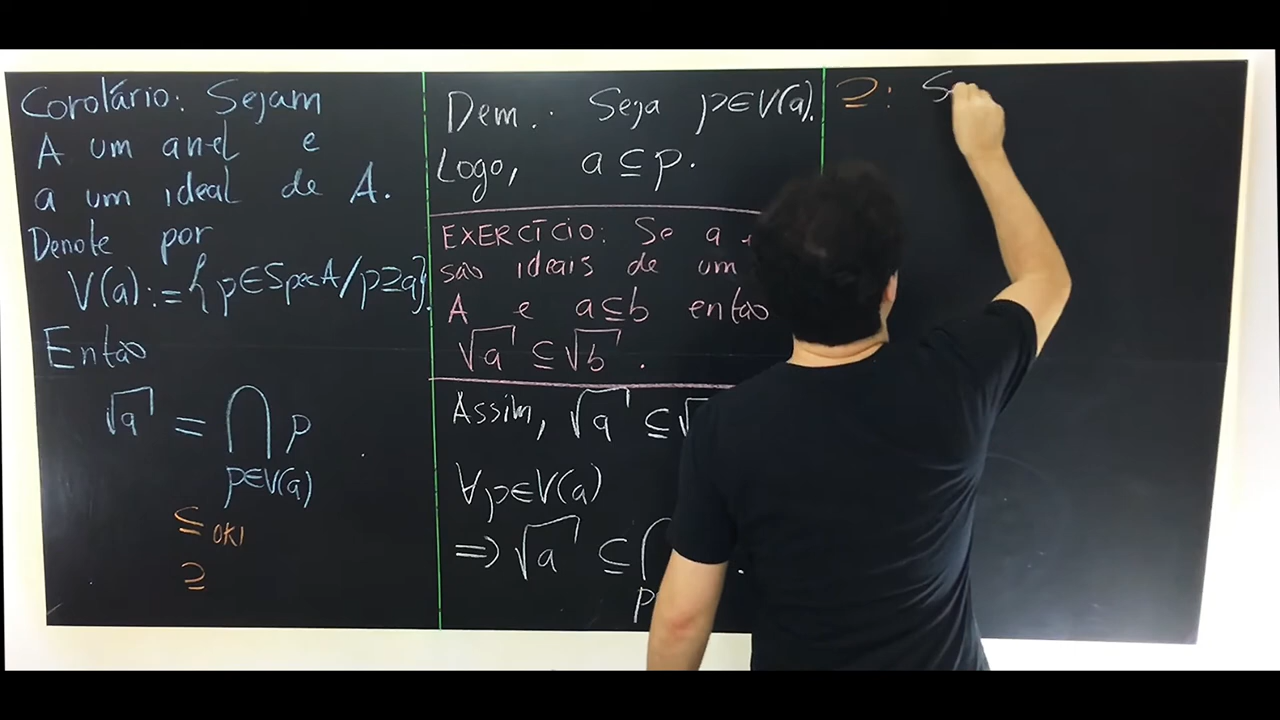 Corolário: Sejam
A um anel e
a um ideal de A.
Denote por
V(a):={p∈SpecA/p⊇a}.
Então
√a = ⋂ p
p∈V(a)
⊆ OK!
⊇
Dem.: Seja p∈V(a).
Logo, a⊆p.
EXERCÍCIO: Se a
são ideais de um
A e a⊆b então
√a ⊆ √b .
Assim, √a ⊆
∀p∈V(a)
⇒ √a ⊆ ⋂ .
p
⊇: Se